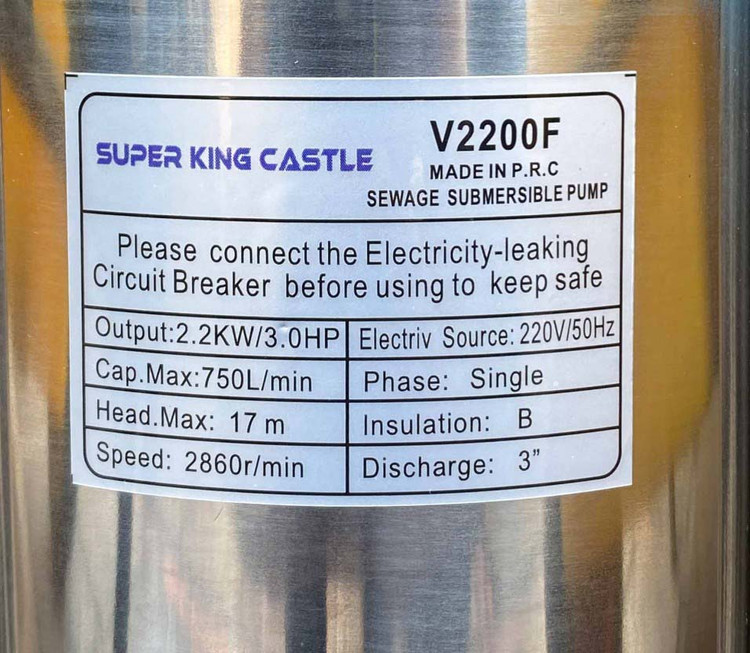 SUPER KING CASTLE
V2200F
MADE IN P.R.C
SEWAGE SUBMERSIBLE PUMP
Please connect the Electricity-leaking
Circuit Breaker before using to keep safe
Output:2.2KW/3.0HP
Electriv Source: 220V/50Hz
Cap.Max:750L/min
Phase: Single
Head.Max: 17 m
Insulation: B
Speed: 2860r/min
Discharge: 3"